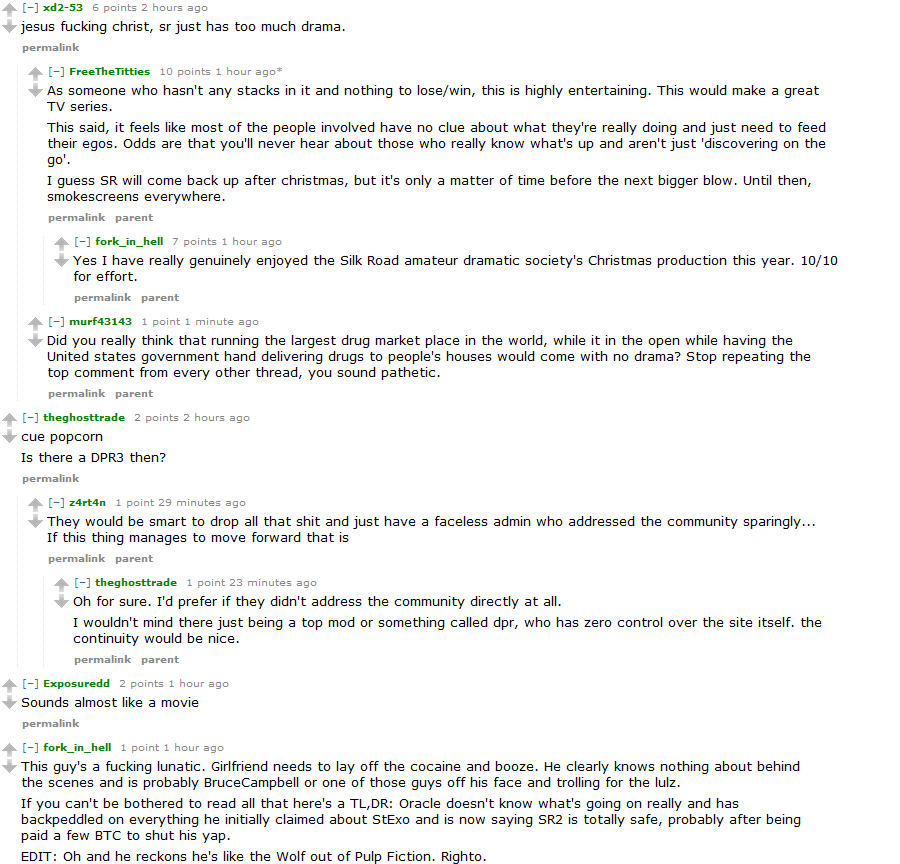 [−] xd2-53 6 points 2 hours ago
jesus fucking christ, sr just has too much drama.
permalink
[−] FreeTheTitties 10 points 1 hour ago*
As someone who hasn't any stacks in it and nothing to lose/win, this is highly entertaining. This would make a great
TV series.
This said, it feels like most of the people involved have no clue about what they're really doing and just need to feed
their egos. Odds are that you'll never hear about those who really know what's up and aren't just 'discovering on the
go'.
I guess SR will come back up after christmas, but it's only a matter of time before the next bigger blow. Until then,
smokescreens everywhere.
permalink parent
[−] fork_in_hell 7 points 1 hour ago
Yes I have really genuinely enjoyed the Silk Road amateur dramatic society's Christmas production this year. 10/10
for effort.
permalink parent
[−] murf43143 1 point 1 minute ago
Did you really think that running the largest drug market place in the world, while it in the open while having the
United states government hand delivering drugs to people's houses would come with no drama? Stop repeating the
top comment from every other thread, you sound pathetic.
permalink parent
[−] theghosttrade 2 points 2 hours ago
cue popcorn
Is there a DPR3 then?
permalink
[−] z4rt4n 1 point 29 minutes ago
They would be smart to drop all that shit and just have a faceless admin who addressed the community sparingly...
If this thing manages to move forward that is
permalink parent
[−] theghosttrade 1 point 23 minutes ago
Oh for sure. I'd prefer if they didn't address the community directly at all.
I wouldn't mind there just being a top mod or something called dpr, who has zero control over the site itself. the
continuity would be nice.
permalink parent
[−] Exposuredd 2 points 1 hour ago
Sounds almost like a movie
permalink
[−] fork_in_hell 1 point 1 hour ago
This guy's a fucking lunatic. Girlfriend needs to lay off the cocaine and booze. He clearly knows nothing about behind
the scenes and is probably BruceCampbell or one of those guys off his face and trolling for the lulz.
If you can't be bothered to read all that here's a TL,DR: Oracle doesn't know what's going on really and has
backpeddled on everything he initially claimed about StExo and is now saying SR2 is totally safe, probably after being
paid a few BTC to shut his yap.
EDIT: Oh and he reckons he's like the Wolf out of Pulp Fiction. Righto.